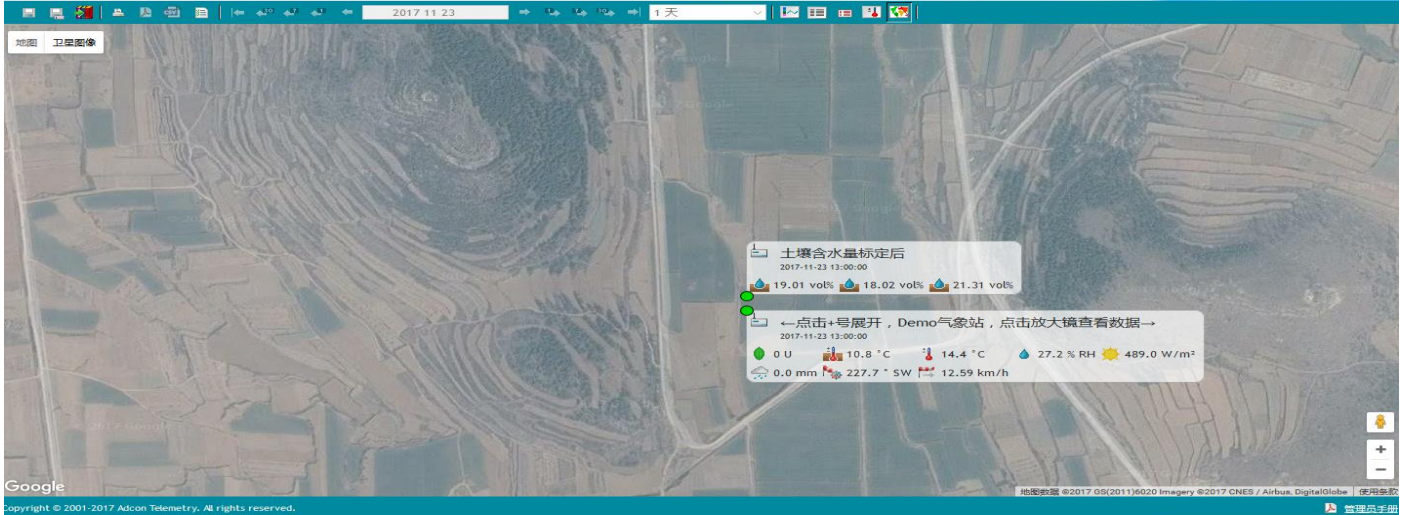 2017 11 23
1 天
地图 卫星图像
土壤含水量标定后
2017-11-23 13:00:00
19.01 vol% 18.02 vol% 21.31 vol%
←点击+号展开，Demo气象站，点击放大镜查看数据→
2017-11-23 13:00:00
0 U 10.8 °C 14.4 °C 27.2 % RH 489.0 W/m²
0.0 mm 227.7 ° SW 12.59 km/h
Google
地图数据 ©2017 GS(2011)6020 Imagery ©2017 CNES / Airbus, DigitalGlobe 使用条款
Copyright © 2001-2017 Adcon Telemetry. All rights reserved.
管理员手册